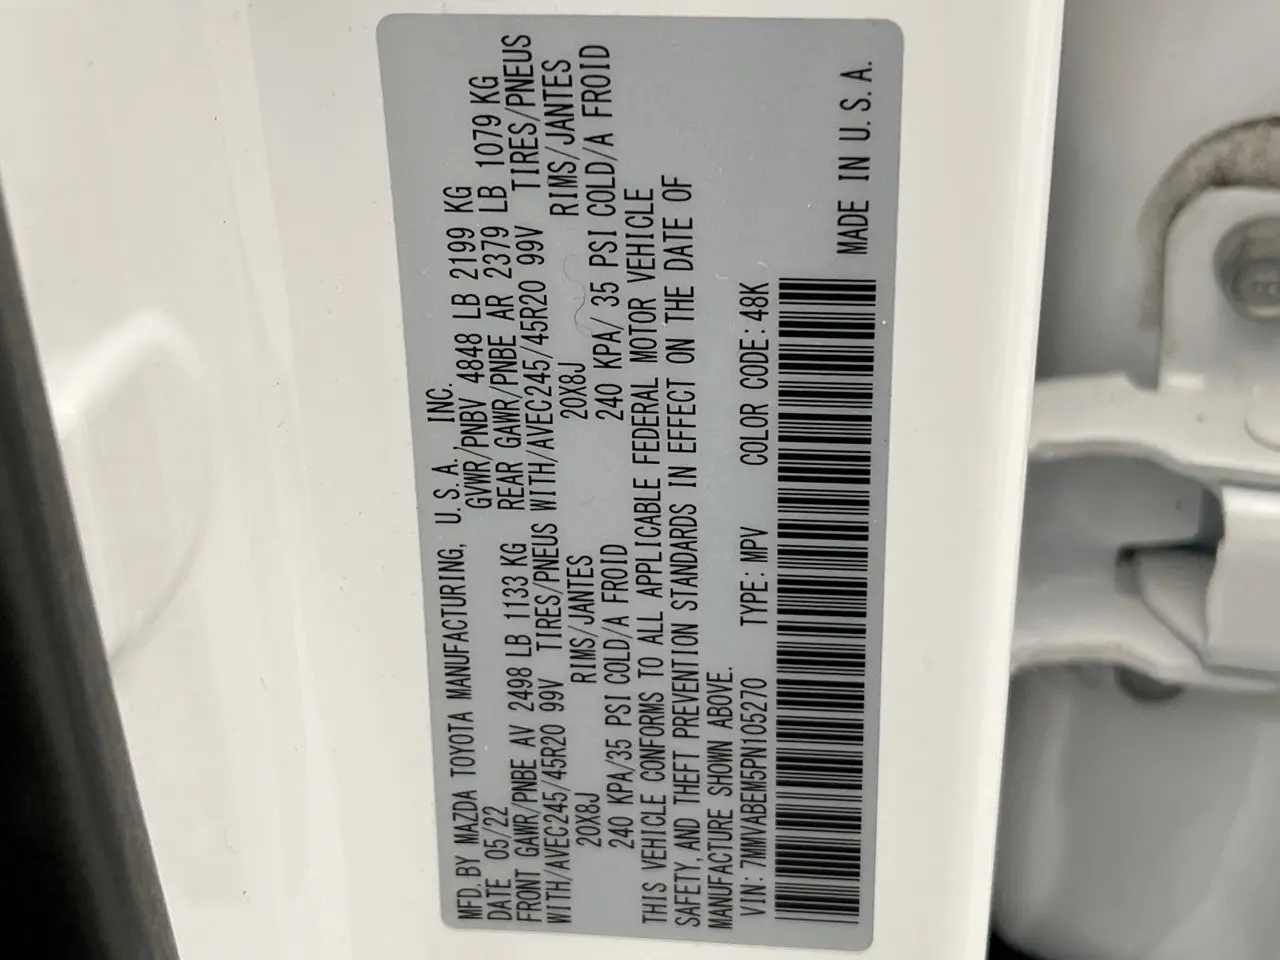 MFD. BY MAZDA TOYOTA MANUFACTURING, U.S.A., INC.
DATE 05/22 GVWR/PNBV 4848 LB 2199 KG
FRONT GAWR/PNBE AV 2498 LB 1133 KG REAR GAWR/PNBE AR 2379 LB 1079 KG
WITH/AVEC245/45R20 99V TIRES/PNEUS WITH/AVEC245/45R20 99V TIRES/PNEUS
20X8J RIMS/JANTES 20X8J RIMS/JANTES
240 KPA/35 PSI COLD/A FROID 240 KPA/ 35 PSI COLD/A FROID
THIS VEHICLE CONFORMS TO ALL APPLICABLE FEDERAL MOTOR VEHICLE
SAFETY, AND THEFT PREVENTION STANDARDS IN EFFECT ON THE DATE OF
MANUFACTURE SHOWN ABOVE.
VIN: 7MMVABEM5PN105270 TYPE: MPV COLOR CODE: 48K
MADE IN U.S.A.